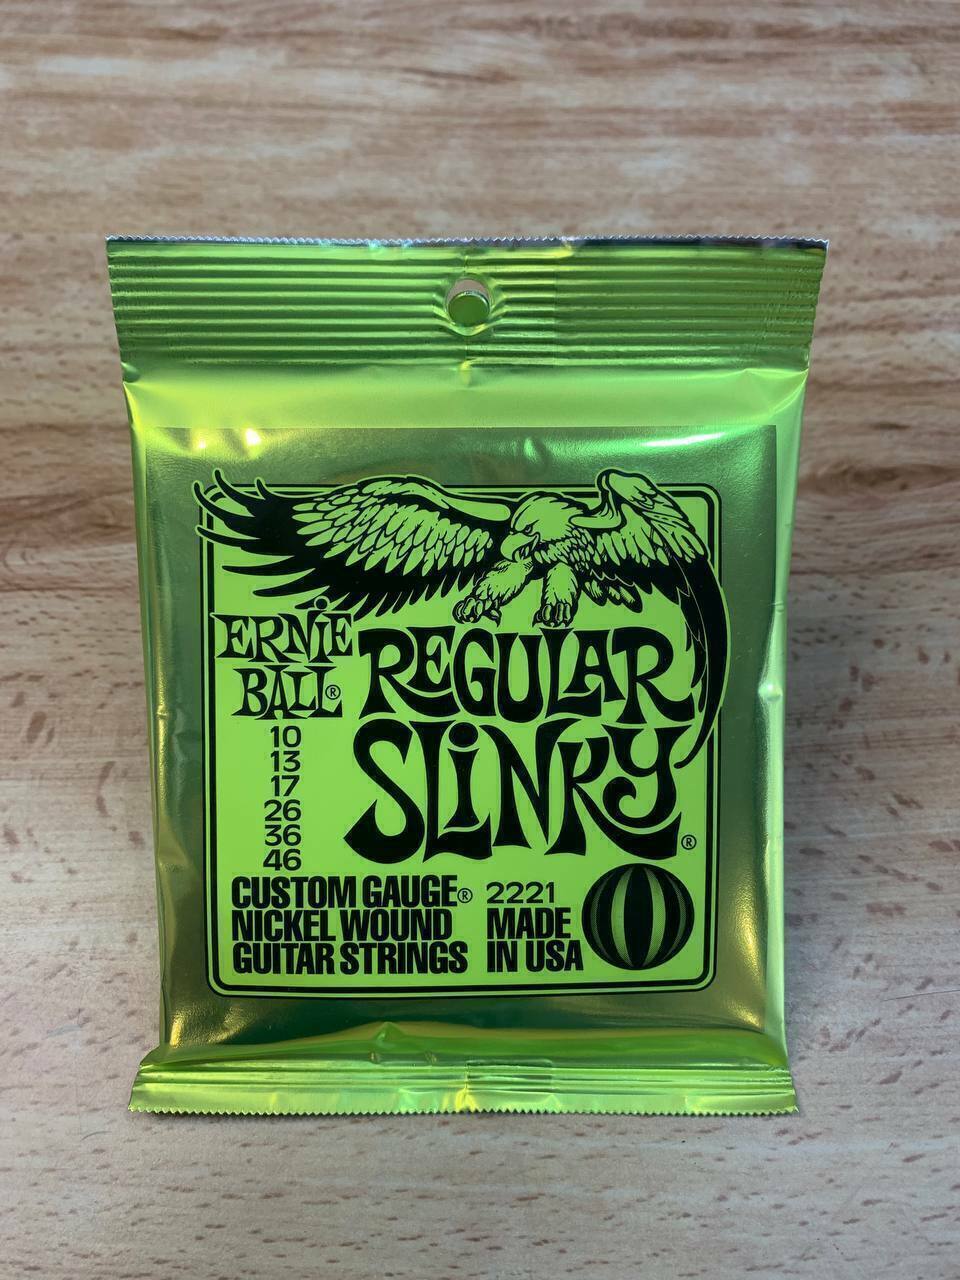 ERNiE
BALL®
REGULAR
SLiNKY®
10
13
17
26
36
46
CUSTOM GAUGE®
NICKEL WOUND
GUITAR STRINGS
2221
MADE
IN USA